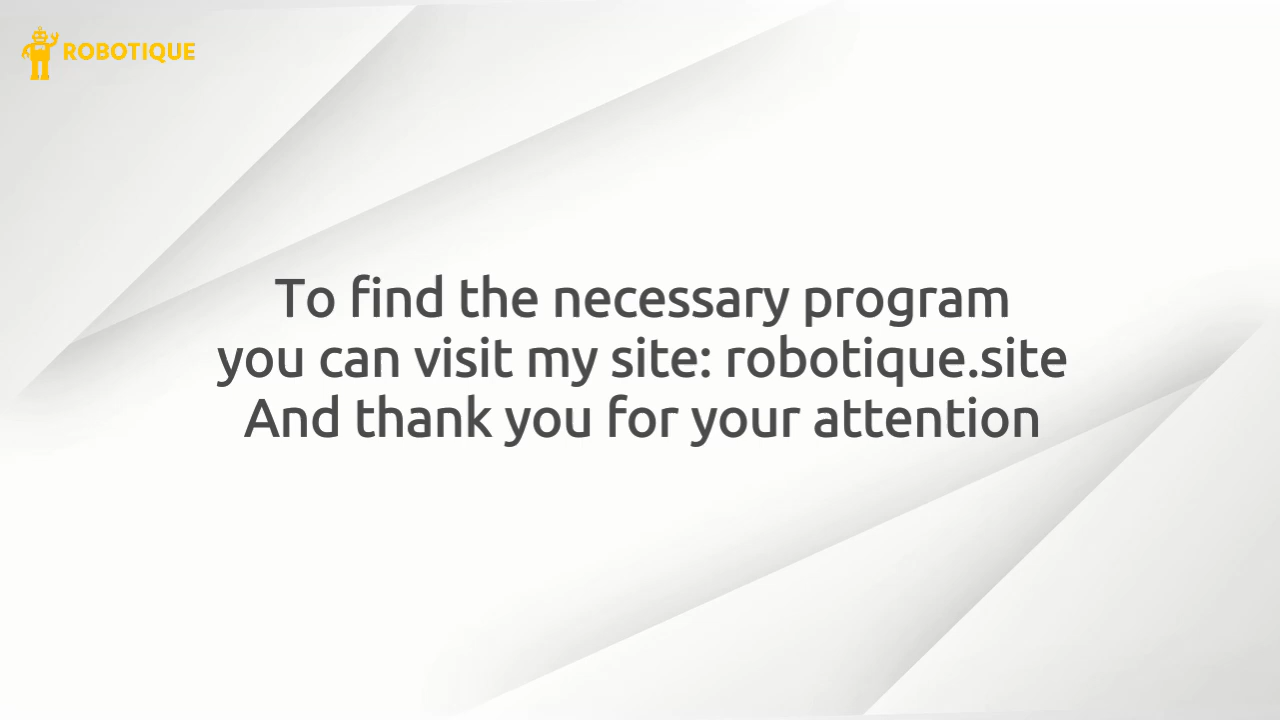 ROBOTIQUE
To find the necessary program
you can visit my site: robotique.site
And thank you for your attention